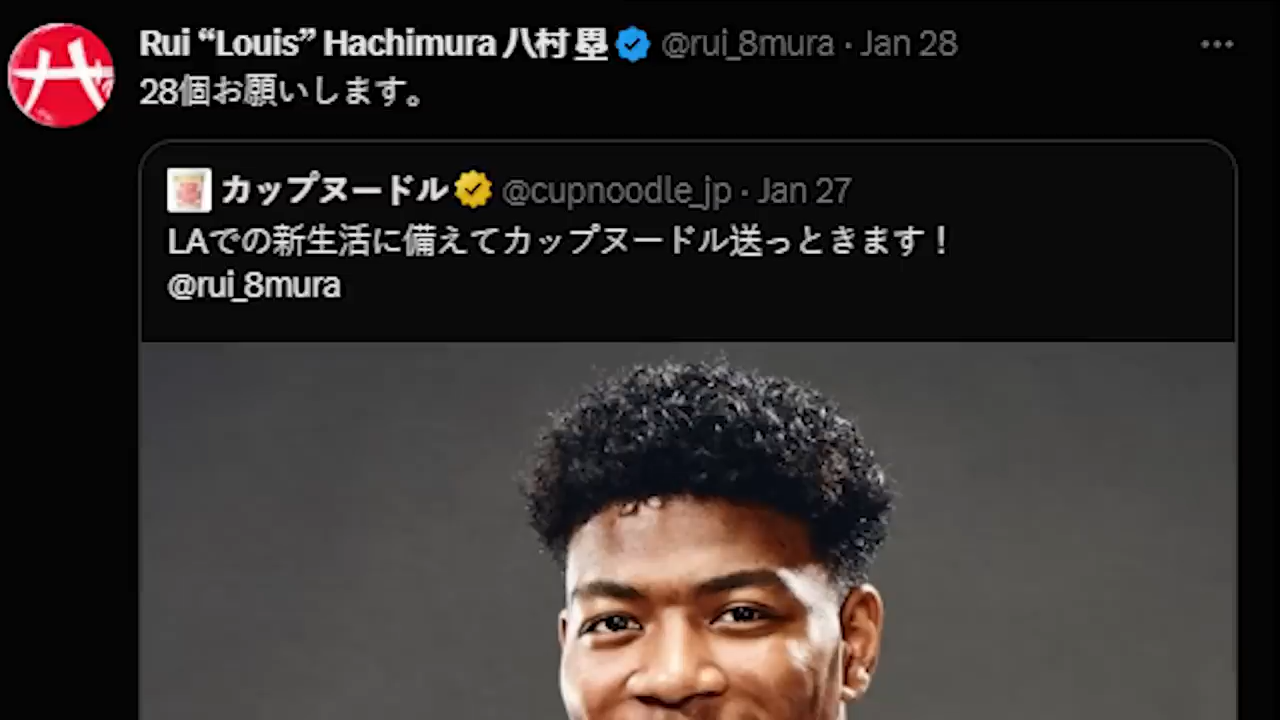 Rui “Louis” Hachimura 八村 塁 @rui_8mura · Jan 28
28個お願いします。
カップヌードル @cupnoodle_jp · Jan 27
LAでの新生活に備えてカップヌードル送っときます！
@rui_8mura